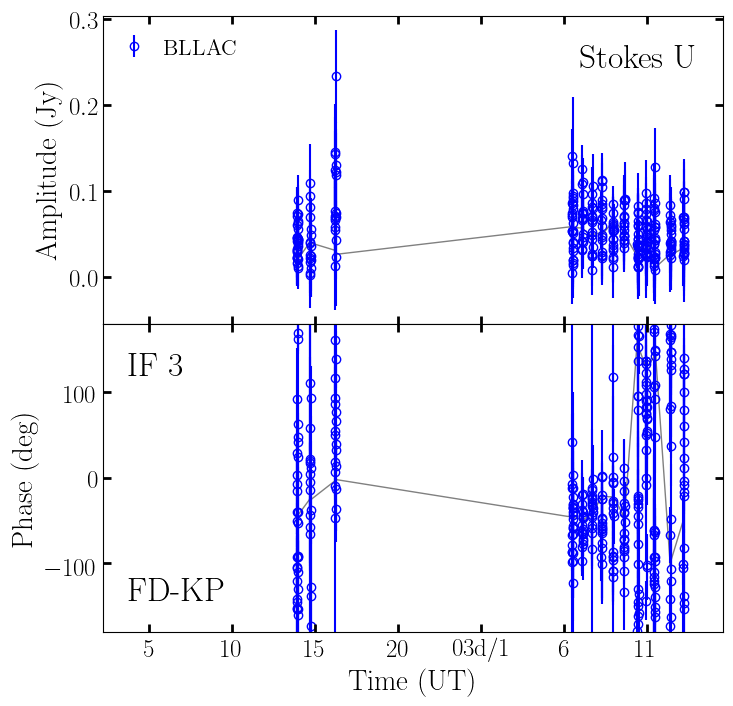 BLLAC
Stokes U
0.3
0.2
0.1
0.0
Amplitude (Jy)
IF 3
FD-KP
100
0
−100
Phase (deg)
5 10 15 20 03d/1 6 11
Time (UT)